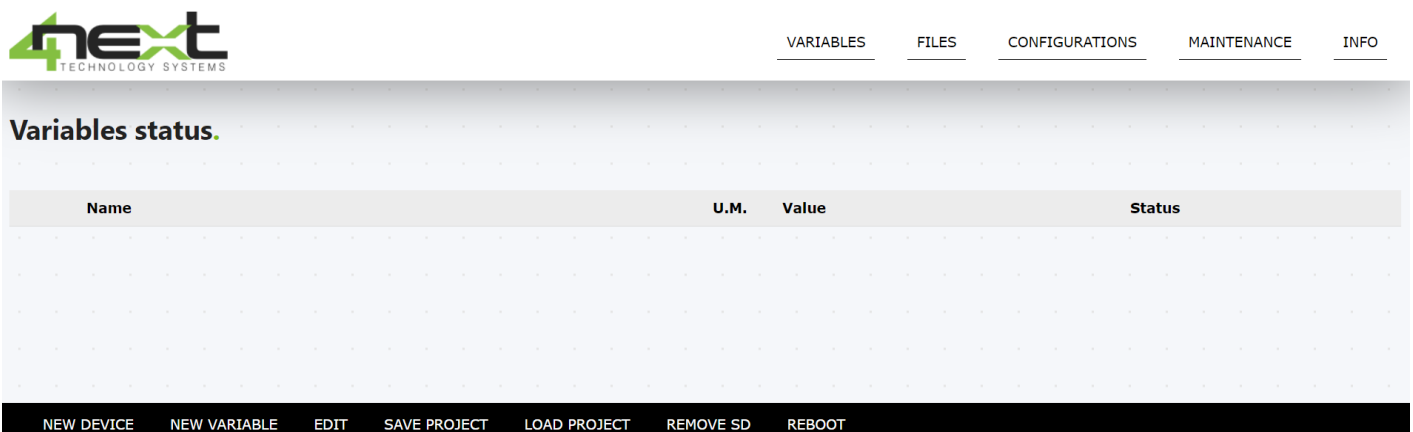 4next
TECHNOLOGY SYSTEMS
VARIABLES FILES CONFIGURATIONS MAINTENANCE INFO
Variables status.
Name U.M. Value Status
NEW DEVICE NEW VARIABLE EDIT SAVE PROJECT LOAD PROJECT REMOVE SD REBOOT